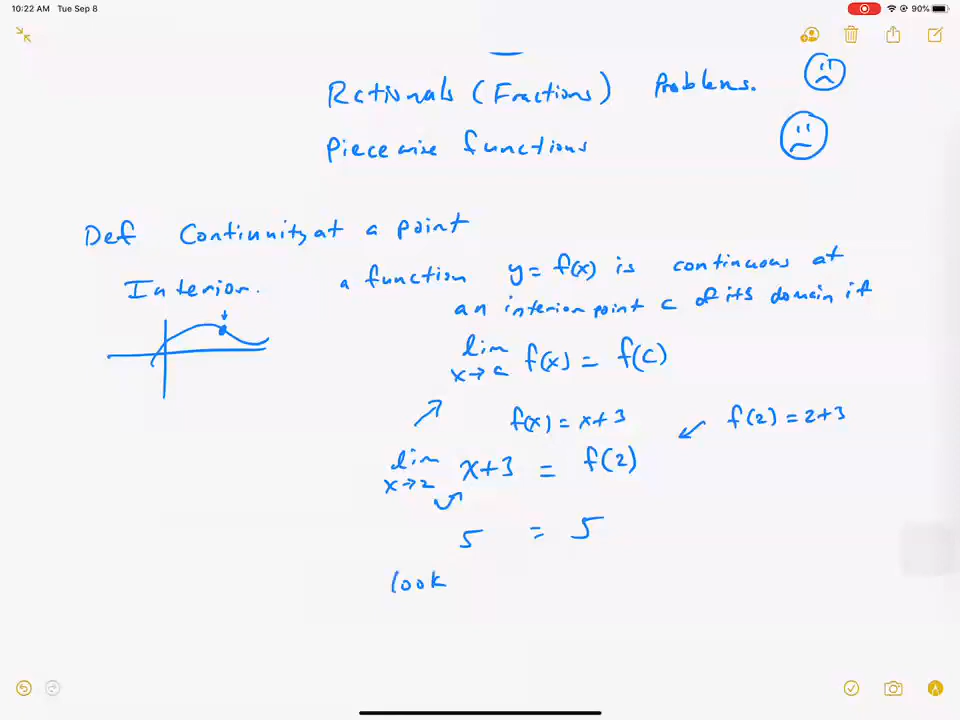 10:22 AM Tue Sep 8
90%
Rationals (Fractions) Problems.
Piecewise functions
Def Continuity at a point
Interior. a function y = f(x) is continuous at
an interior point c of its domain if
lim x→c f(x) = f(c)
f(x) = x+3 f(2) = 2+3
lim x→2 x+3 = f(2)
5 = 5
look